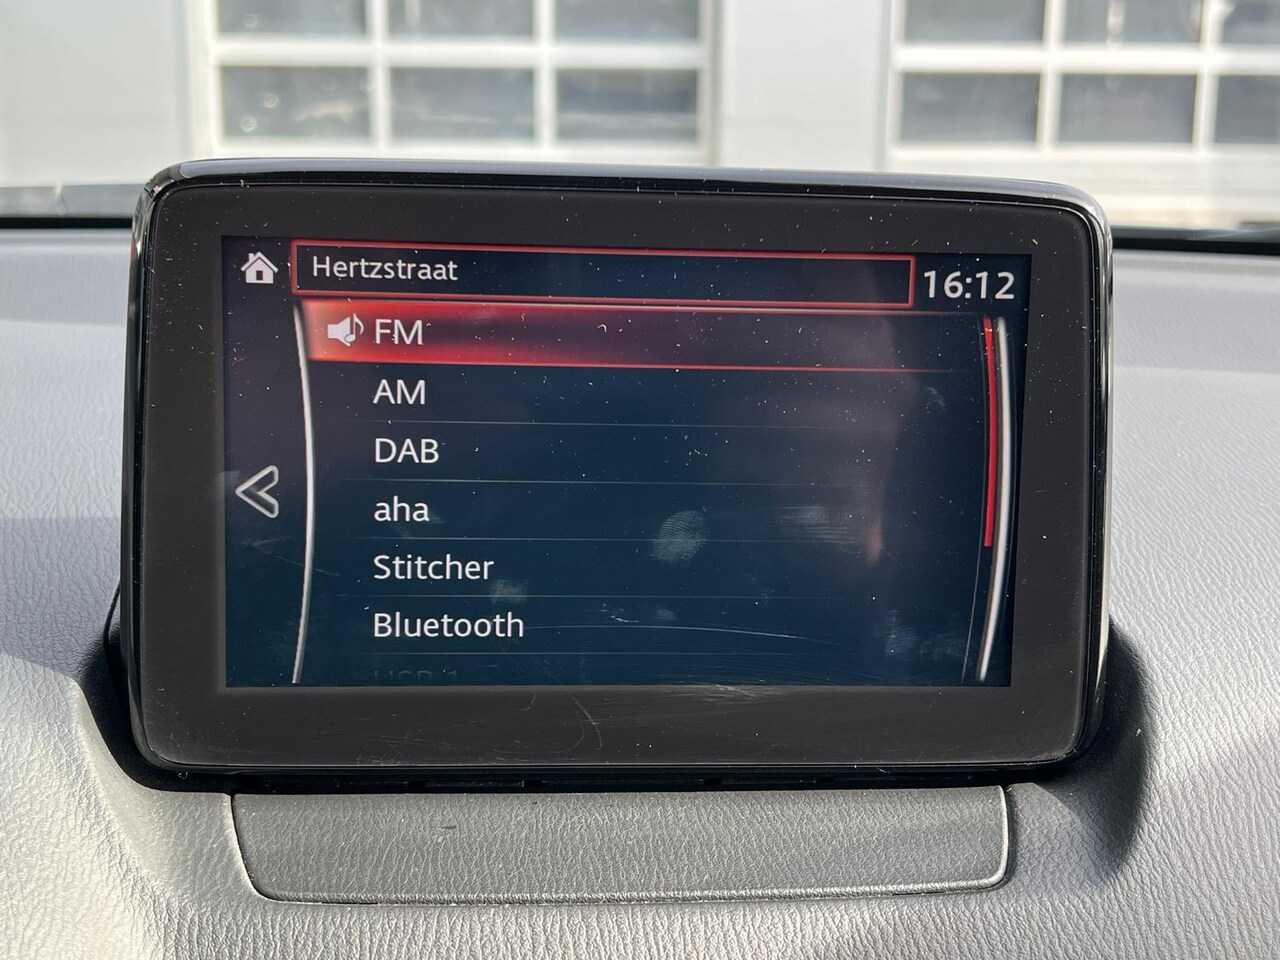 Hertzstraat
16:12
FM
AM
DAB
aha
Stitcher
Bluetooth